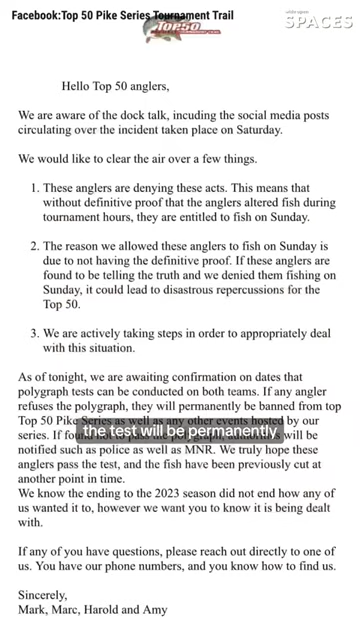 Facebook:Top 50 Pike Series Tournament Trail
white space
SPACES
TOP50
Hello Top 50 anglers,
We are aware of the dock talk, incuding the social media posts
circulating over the incident taken place on Saturday.
We would like to clear the air over a few things.
1. These anglers are denying these acts. This means that
without definitive proof that the anglers altered fish during
tournament hours, they are entitled to fish on Sunday.
2. The reason we allowed these anglers to fish on Sunday is
due to not having the definitive proof. If these anglers are
found to be telling the truth and we denied them fishing on
Sunday, it could lead to disastrous repercussions for the
Top 50.
3. We are actively taking steps in order to appropriately deal
with this situation.
As of tonight, we are awaiting confirmation on dates that
polygraph tests can be conducted on both teams. If any angler
refuses the polygraph, they will permanently be banned from top
Top 50 Pike Series as well as any other events hosted by our
the test will be permanently
series. If found not to pass the polygraph, authorities will be
notified such as police as well as MNR. We truly hope these
anglers pass the test, and the fish have been previously cut at
another point in time.
We know the ending to the 2023 season did not end how any of
us wanted it to, however we want you to know it is being dealt
with.
If any of you have questions, please reach out directly to one of
us. You have our phone numbers, and you know how to find us.
Sincerely,
Mark, Marc, Harold and Amy